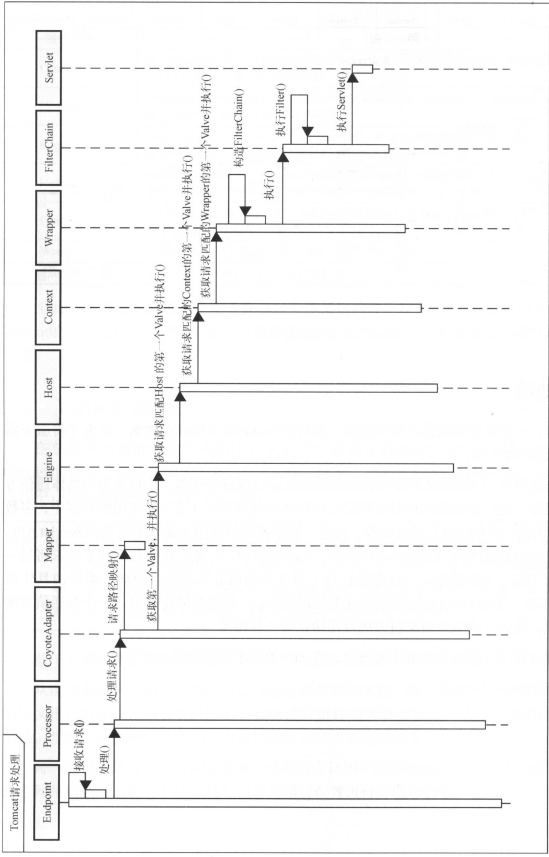 Tomcat请求处理
Endpoint
Processor
CoyoteAdapter
Mapper
Engine
Host
Context
Wrapper
FilterChain
Servlet
接收请求()
处理()
处理请求()
请求路径映射()
获取第一个Valve，并执行()
获取请求匹配Host 的第一个Valve并执行()
获取请求匹配的Context的第一个Valve并执行()
获取请求匹配的Wrapper的第一个Valve并执行()
构造FilterChain()
执行()
执行Filter()
执行Servlet()